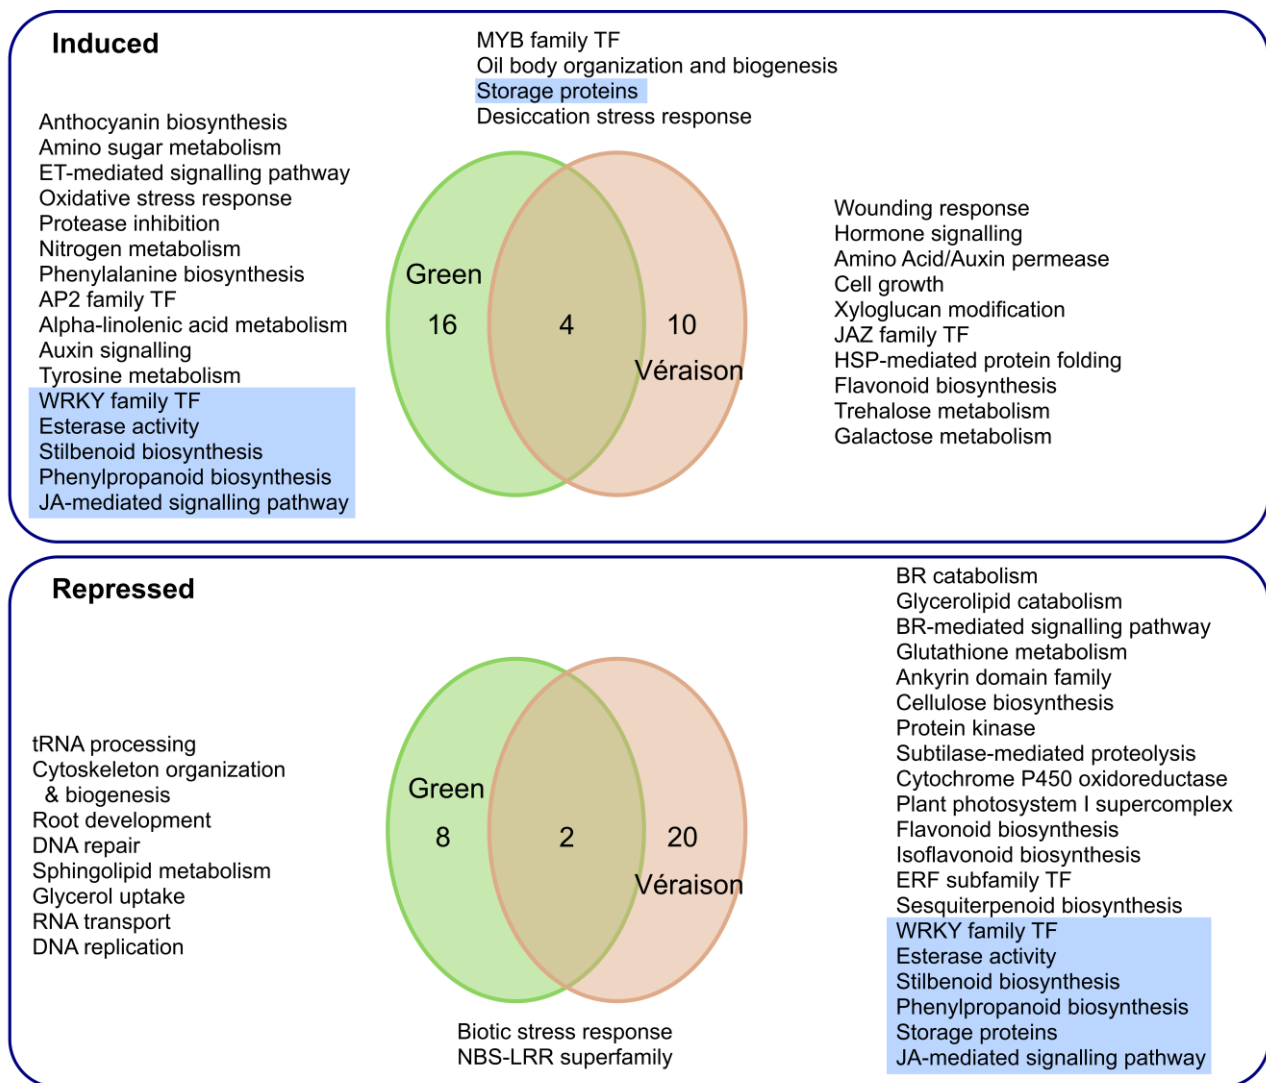 Induced
MYB family TF
Oil body organization and biogenesis
Storage proteins
Desiccation stress response
Anthocyanin biosynthesis
Amino sugar metabolism
ET-mediated signalling pathway
Oxidative stress response
Protease inhibition
Nitrogen metabolism
Phenylalanine biosynthesis
AP2 family TF
Alpha-linolenic acid metabolism
Auxin signalling
Tyrosine metabolism
WRKY family TF
Esterase activity
Stilbenoid biosynthesis
Phenylpropanoid biosynthesis
JA-mediated signalling pathway
Green
16
4
10
Véraison
Wounding response
Hormone signalling
Amino Acid/Auxin permease
Cell growth
Xyloglucan modification
JAZ family TF
HSP-mediated protein folding
Flavonoid biosynthesis
Trehalose metabolism
Galactose metabolism
Repressed
tRNA processing
Cytoskeleton organization
& biogenesis
Root development
DNA repair
Sphingolipid metabolism
Glycerol uptake
RNA transport
DNA replication
Green
8
2
20
Véraison
Biotic stress response
NBS-LRR superfamily
BR catabolism
Glycerolipid catabolism
BR-mediated signalling pathway
Glutathione metabolism
Ankyrin domain family
Cellulose biosynthesis
Protein kinase
Subtilase-mediated proteolysis
Cytochrome P450 oxidoreductase
Plant photosystem I supercomplex
Flavonoid biosynthesis
Isoflavonoid biosynthesis
ERF subfamily TF
Sesquiterpenoid biosynthesis
WRKY family TF
Esterase activity
Stilbenoid biosynthesis
Phenylpropanoid biosynthesis
Storage proteins
JA-mediated signalling pathway